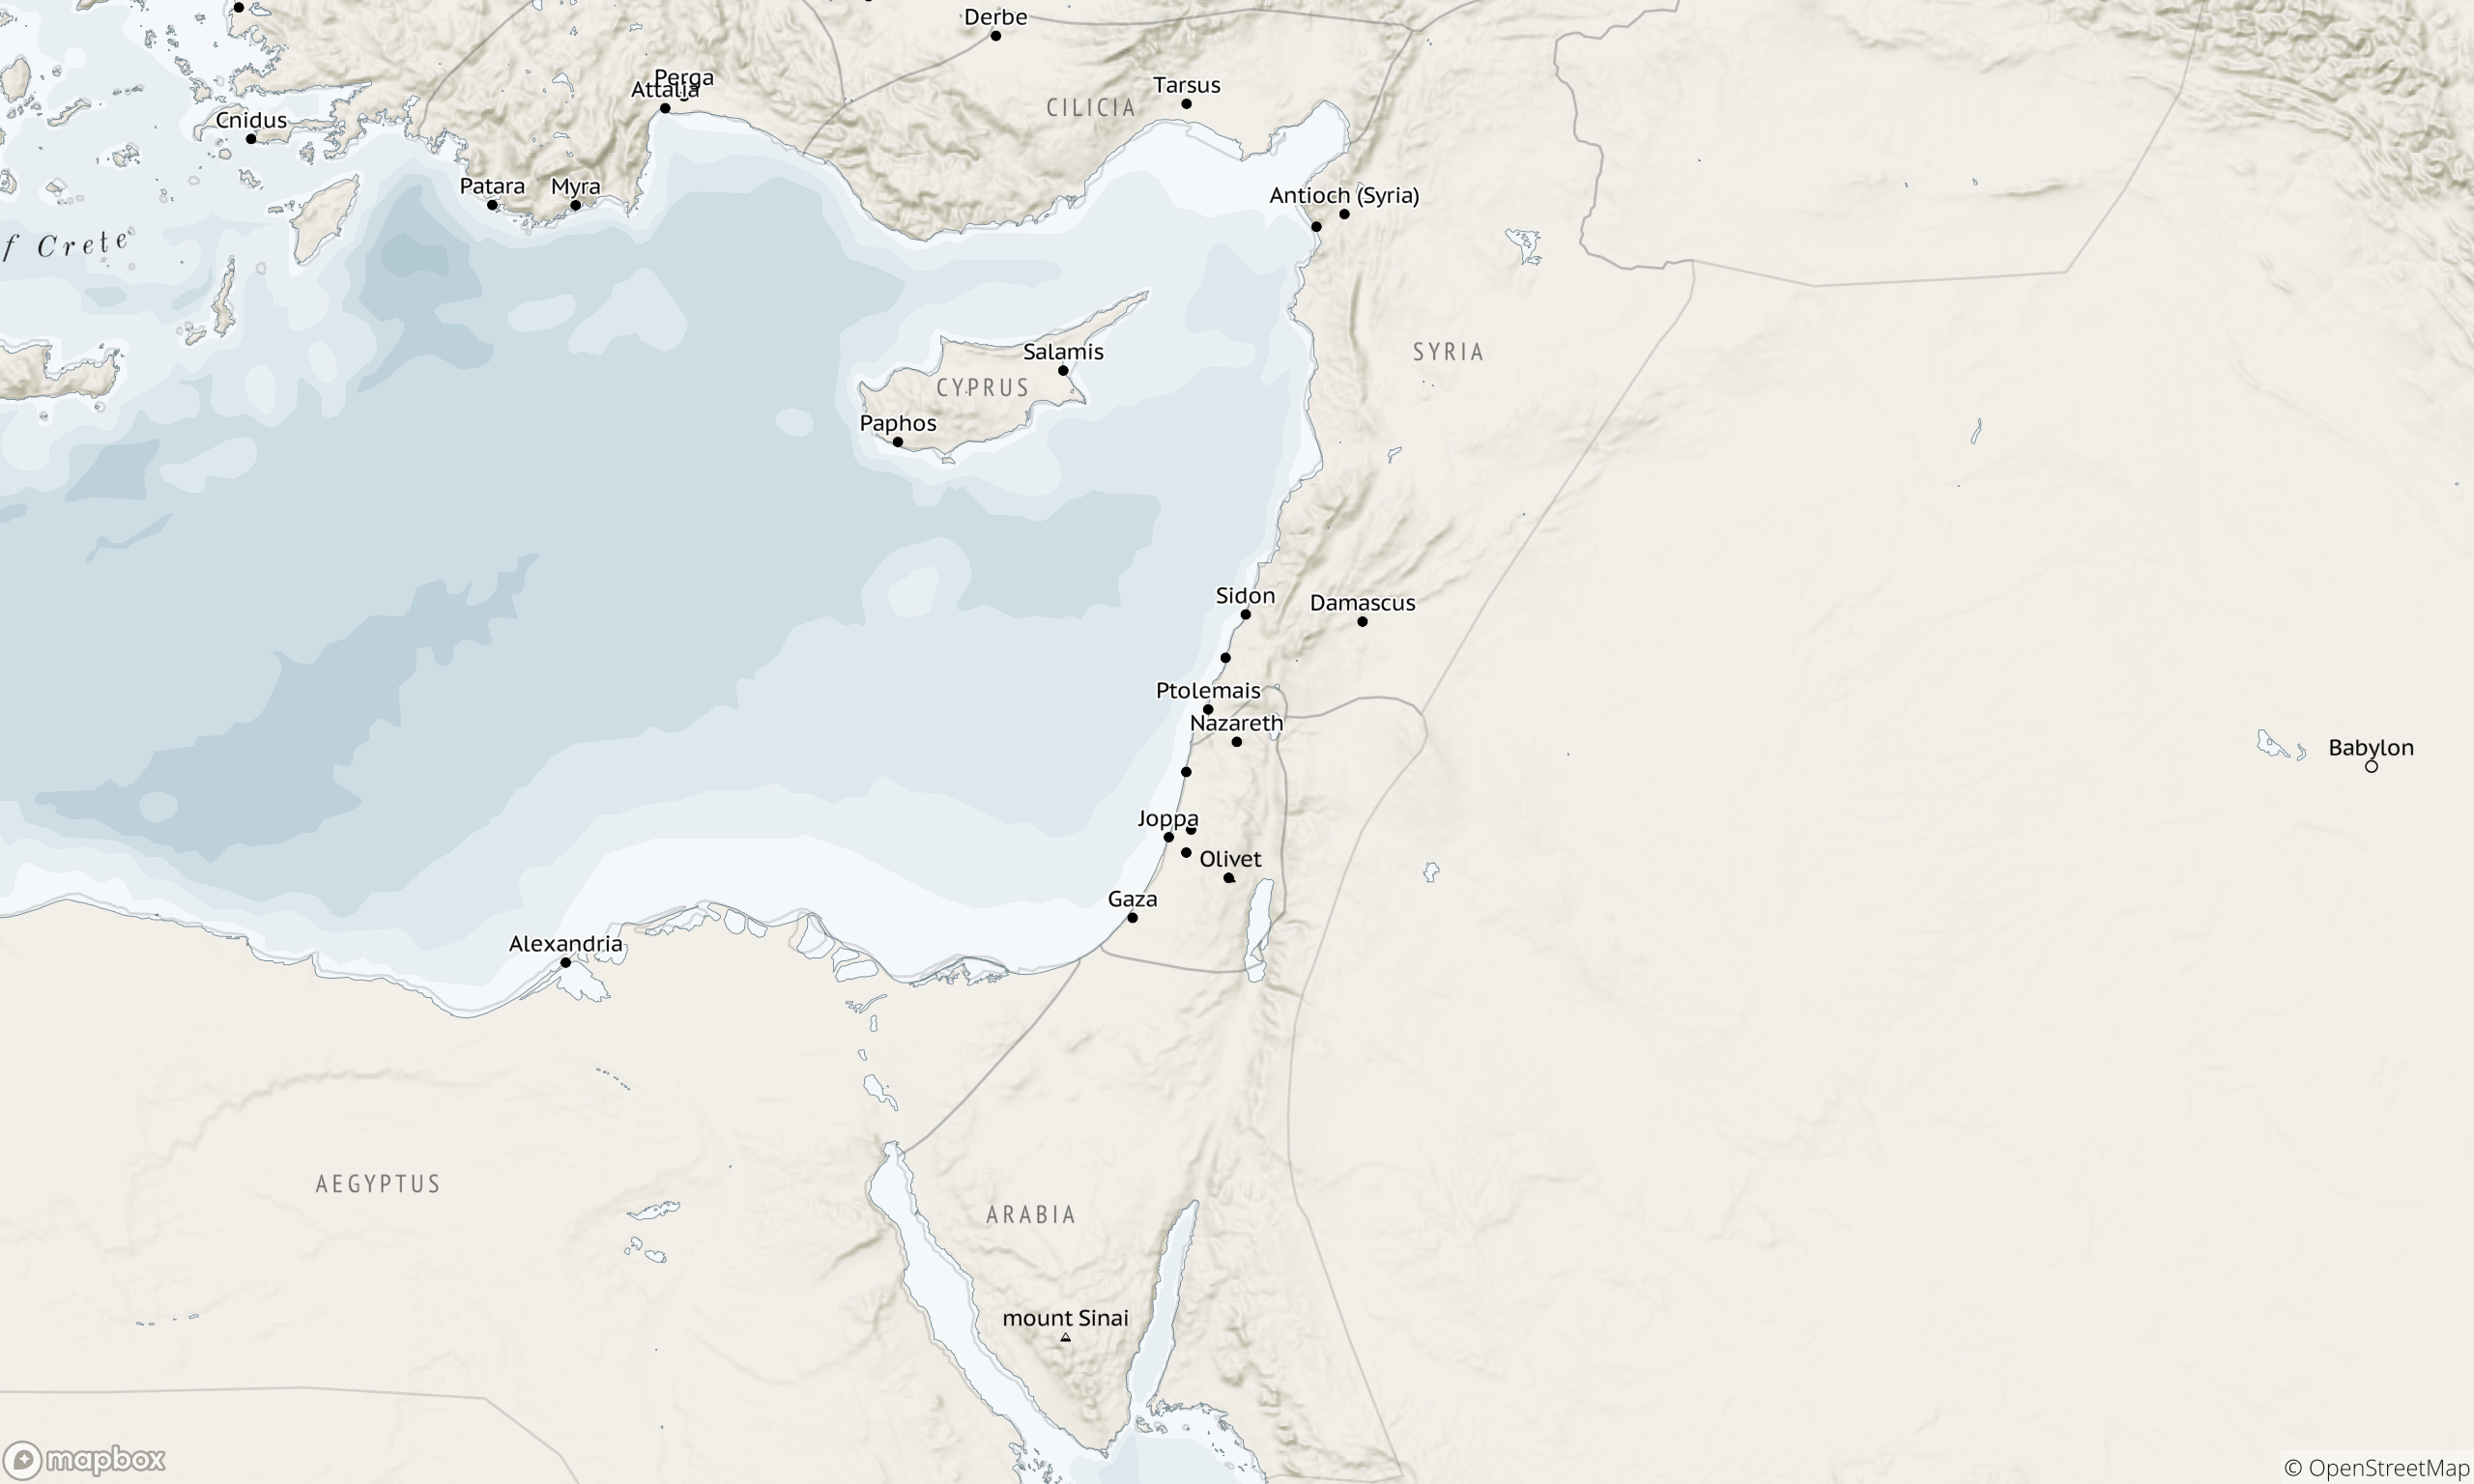 Derbe
Perga
Attalia
Tarsus
CILICIA
Cnidus
Patara
Myra
Antioch (Syria)
f Crete
Salamis
SYRIA
CYPRUS
Paphos
Sidon
Damascus
Ptolemais
Nazareth
Babylon
Joppa
Olivet
Gaza
Alexandria
AEGYPTUS
ARABIA
mount Sinai
mapbox
© OpenStreetMap